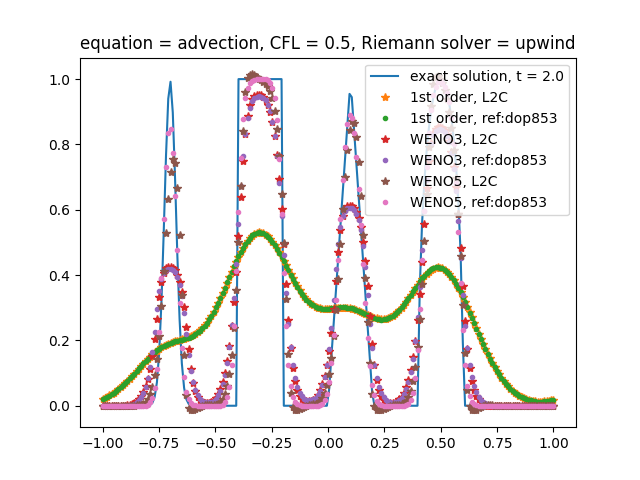 equation = advection, CFL = 0.5, Riemann solver = upwind
exact solution, t = 2.0
1st order, L2C
1st order, ref:dop853
WENO3, L2C
WENO3, ref:dop853
WENO5, L2C
WENO5, ref:dop853
1.0
0.8
0.6
0.4
0.2
0.0
−1.00 −0.75 −0.50 −0.25 0.00 0.25 0.50 0.75 1.00